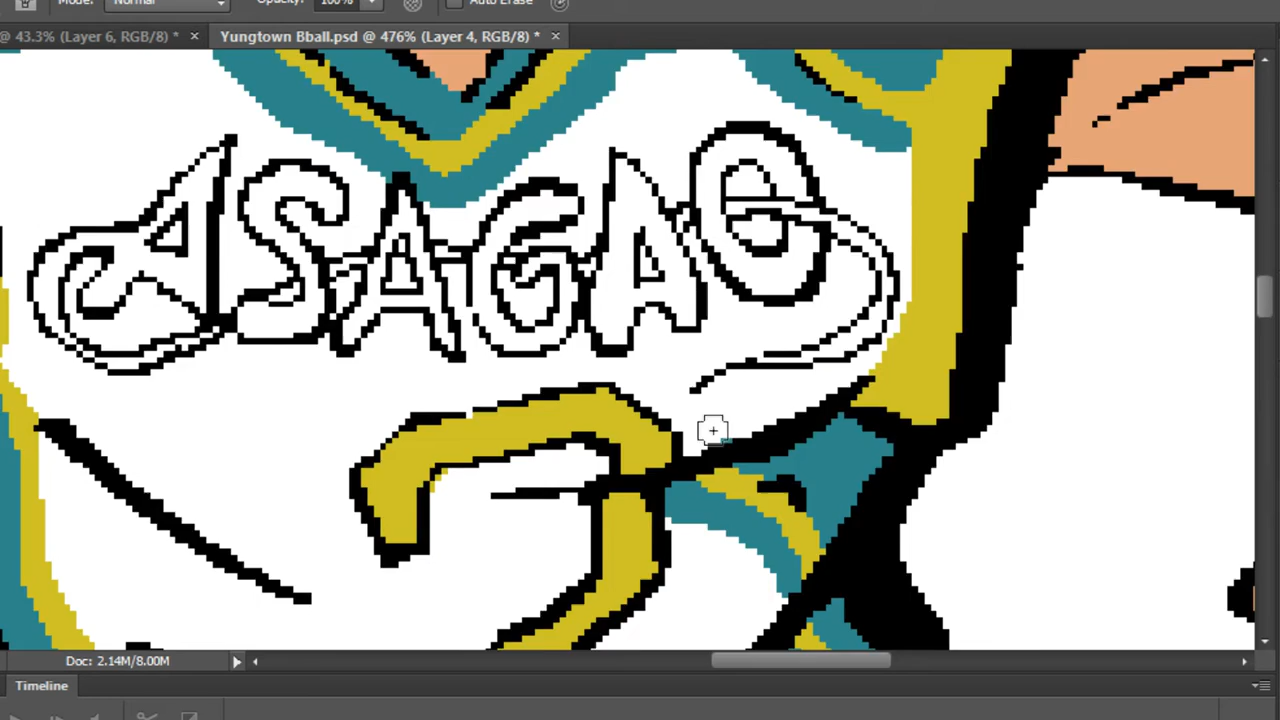 Mode: Normal Opacity: 100% Auto Erase
@ 43.3% (Layer 6, RGB/8) * × Yungtown Bball.psd @ 476% (Layer 4, RGB/8) * ×
ASAGAO
Doc: 2.14M/8.00M
Timeline